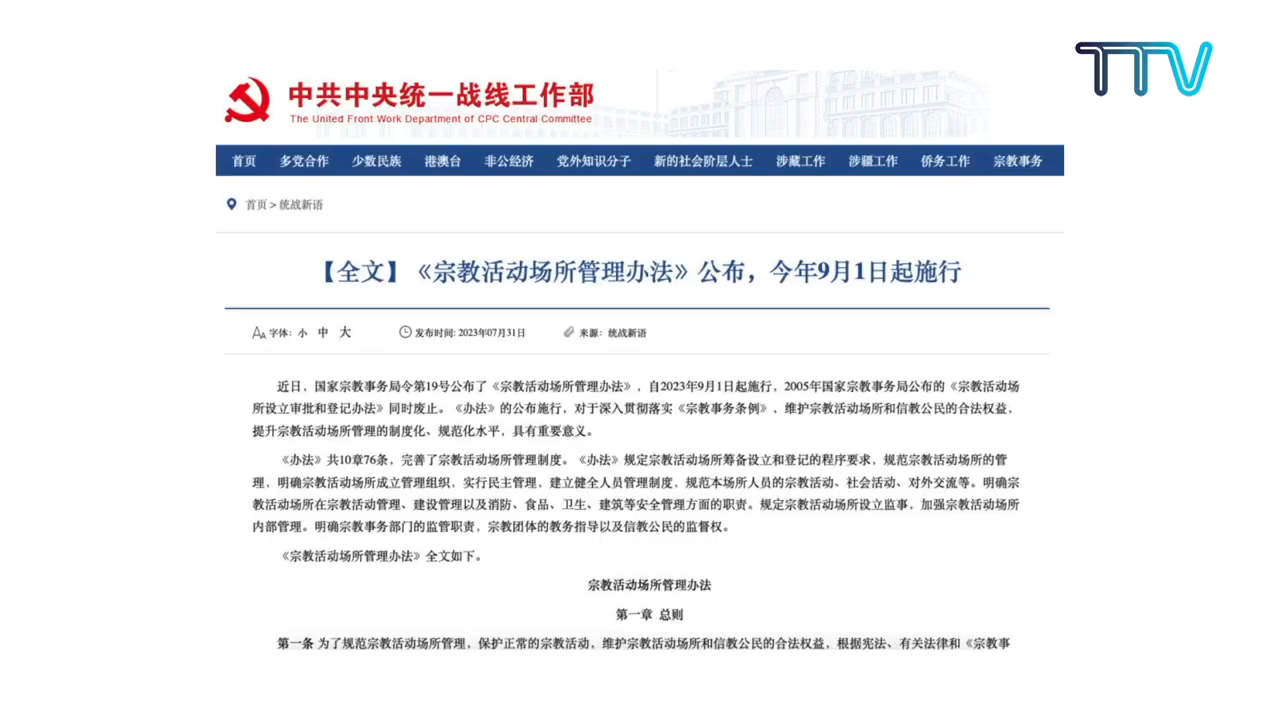 TTV
中共中央统一战线工作部
The United Front Work Department of CPC Central Committee
首页 多党合作 少数民族 港澳台 非公经济 党外知识分子 新的社会阶层人士 涉藏工作 涉疆工作 侨务工作 宗教事务
首页 > 统战新语
【全文】《宗教活动场所管理办法》公布，今年9月1日起施行
AA 字体： 小 中 大 发布时间: 2023年07月31日 来源： 统战新语
近日，国家宗教事务局令第19号公布了《宗教活动场所管理办法》，自2023年9月1日起施行，2005年国家宗教事务局公布的《宗教活动场
所设立审批和登记办法》同时废止。《办法》的公布施行，对于深入贯彻落实《宗教事务条例》，维护宗教活动场所和信教公民的合法权益，
提升宗教活动场所管理的制度化、规范化水平，具有重要意义。
《办法》共10章76条，完善了宗教活动场所管理制度。《办法》规定宗教活动场所筹备设立和登记的程序要求，规范宗教活动场所的管
理，明确宗教活动场所成立管理组织，实行民主管理，建立健全人员管理制度，规范本场所人员的宗教活动、社会活动、对外交流等。明确宗
教活动场所在宗教活动管理、建设管理以及消防、食品、卫生、建筑等安全管理方面的职责。规定宗教活动场所设立监事，加强宗教活动场所
内部管理。明确宗教事务部门的监管职责，宗教团体的教务指导以及信教公民的监督权。
《宗教活动场所管理办法》全文如下。
宗教活动场所管理办法
第一章 总则
第一条 为了规范宗教活动场所管理，保护正常的宗教活动，维护宗教活动场所和信教公民的合法权益，根据宪法、有关法律和《宗教事